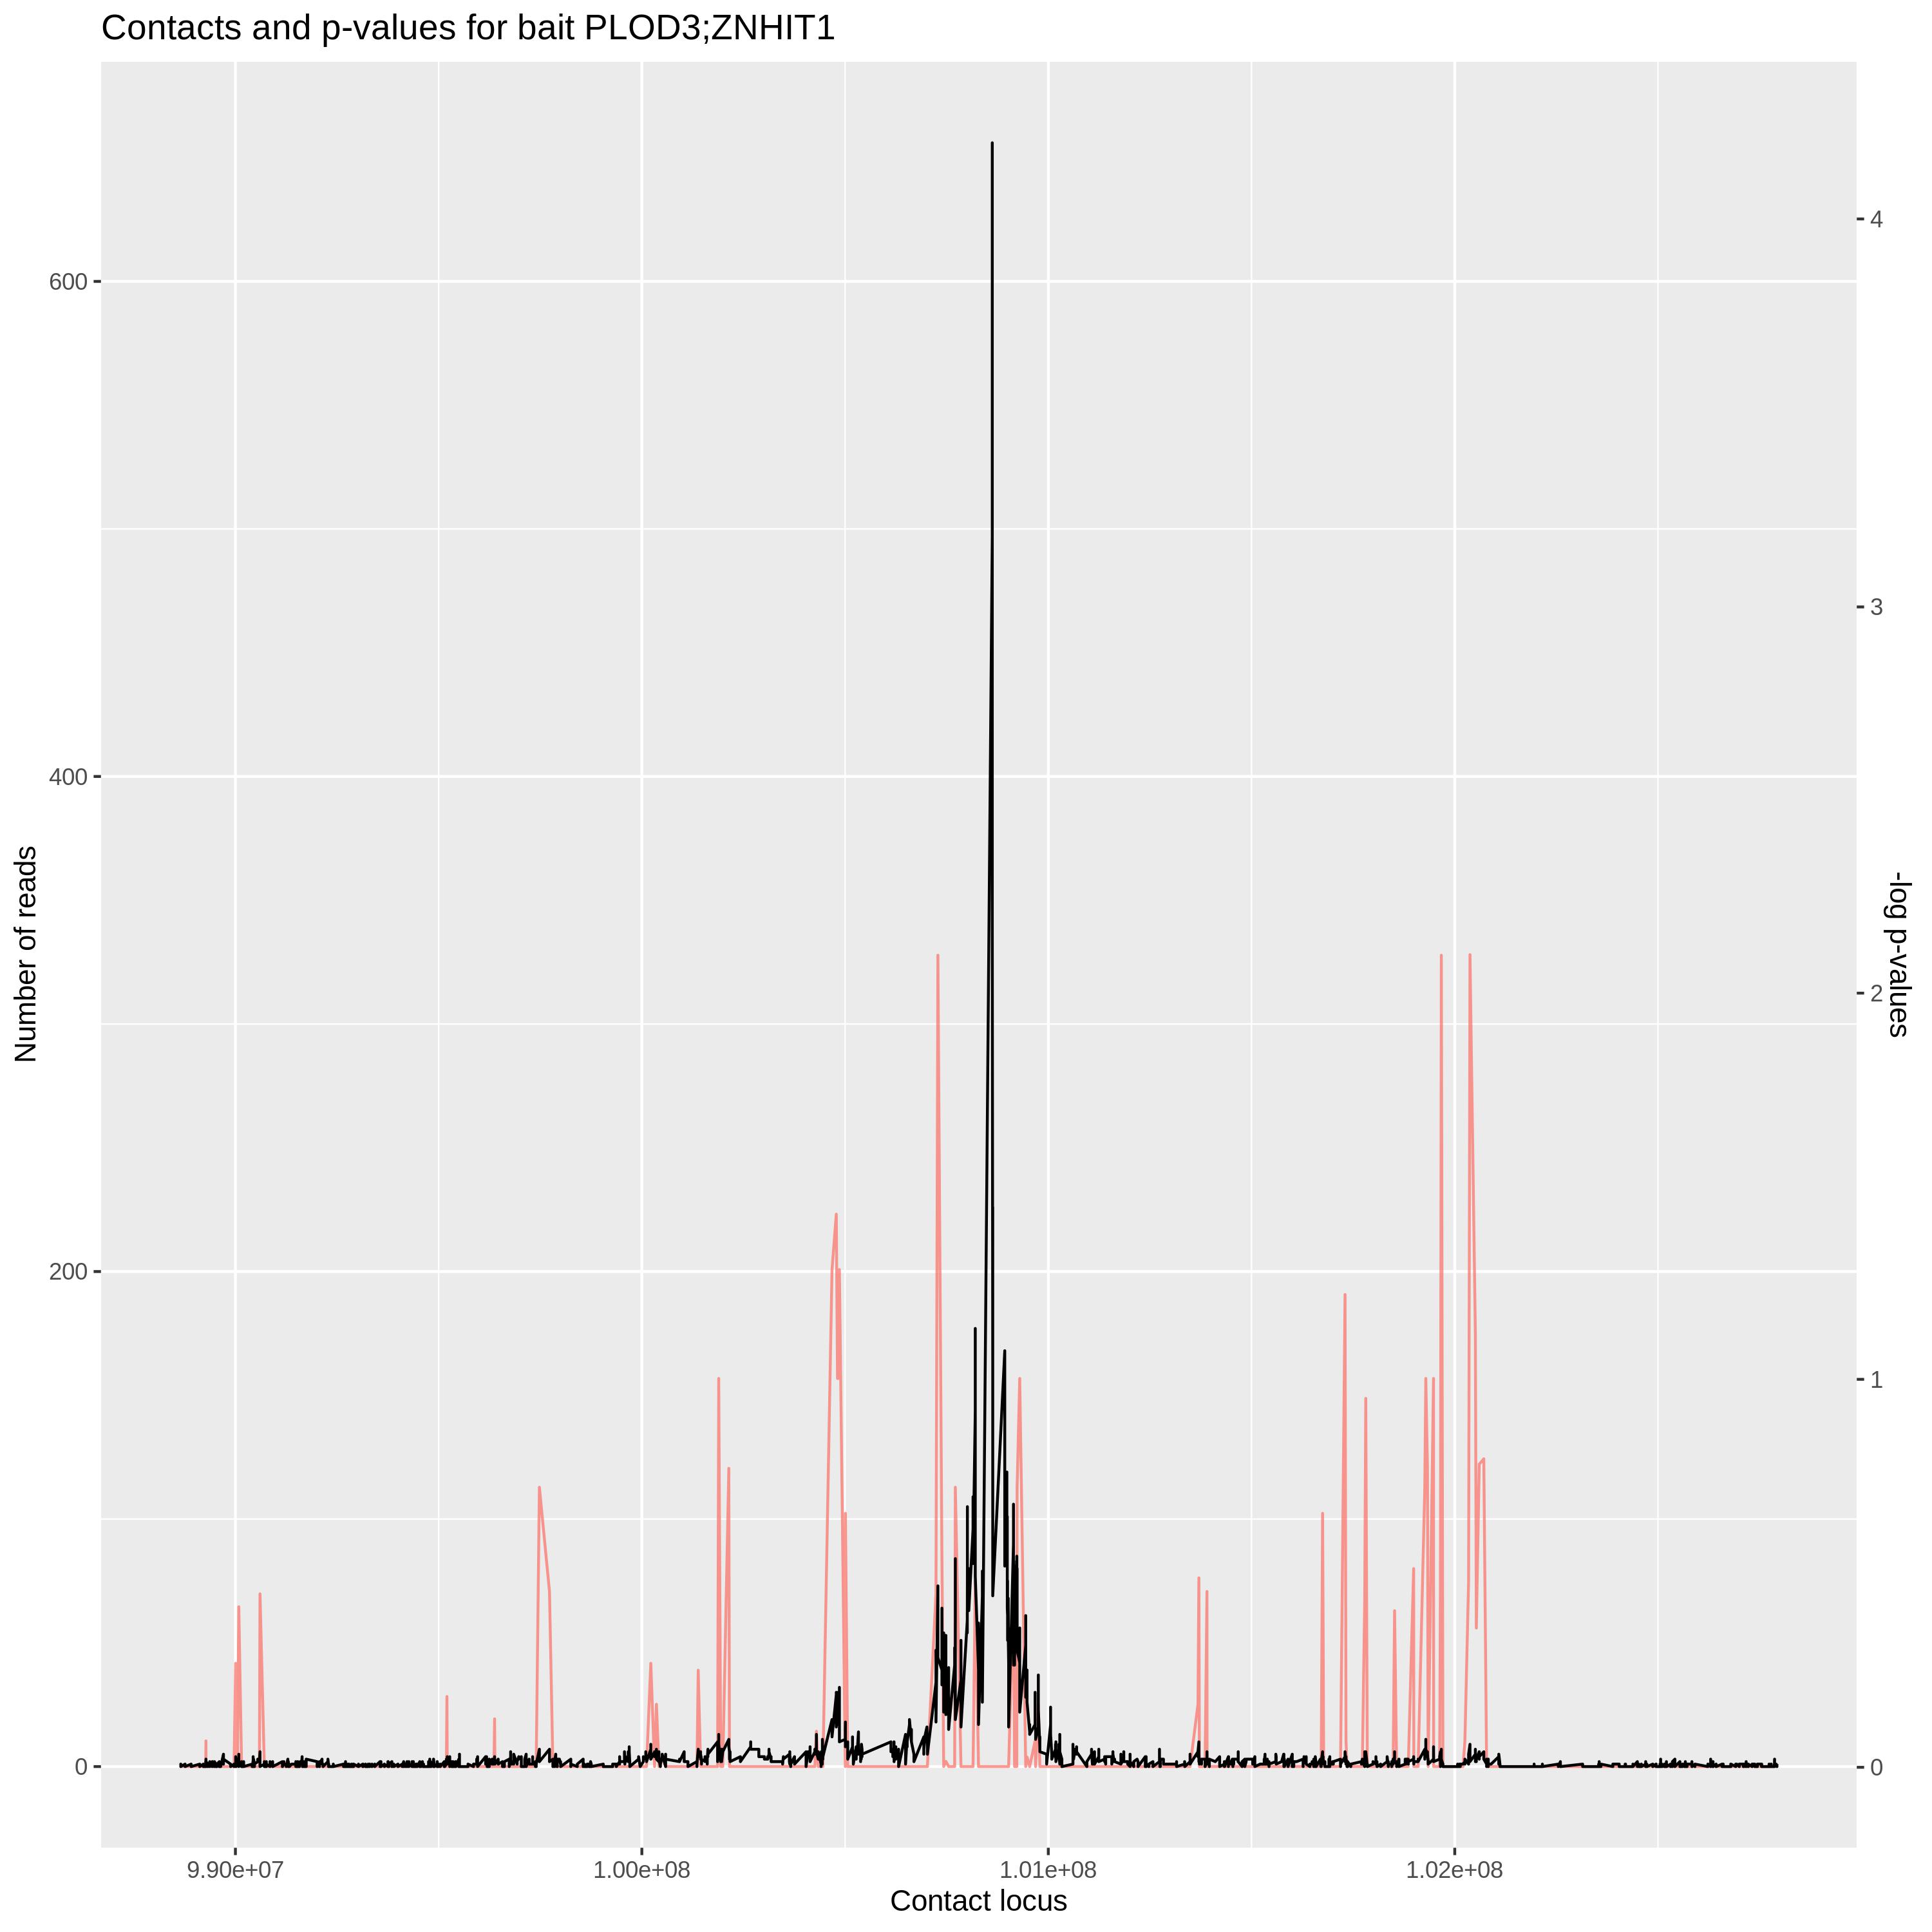 Contacts and p-values for bait PLOD3;ZNHIT1
Number of reads
600
400
200
0
4
3
2
1
0
-log p-values
9.90e+07
1.00e+08
1.01e+08
1.02e+08
Contact locus